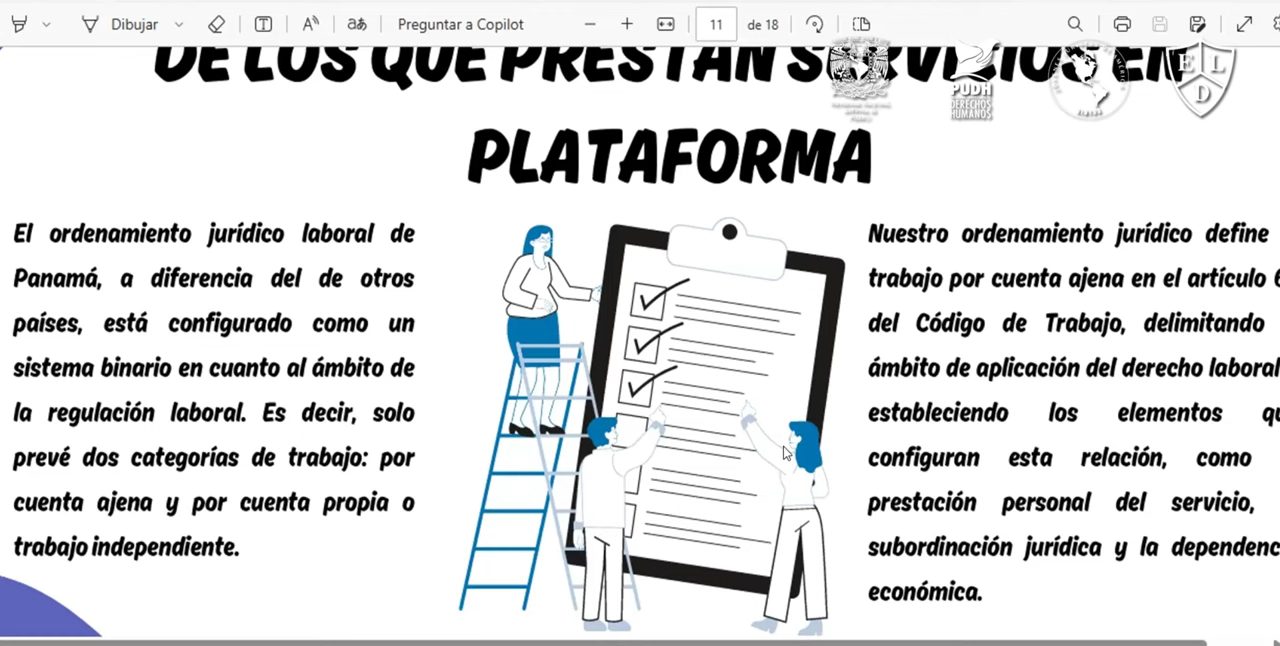 Dibujar
Preguntar a Copilot
11 de 18
DE LOS QUE PRESTAN SERVICIOS EN
PLATAFORMA
PUDH
DERECHOS
HUMANOS
E L
D
El ordenamiento jurídico laboral de
Panamá, a diferencia del de otros
países, está configurado como un
sistema binario en cuanto al ámbito de
la regulación laboral. Es decir, solo
prevé dos categorías de trabajo: por
cuenta ajena y por cuenta propia o
trabajo independiente.
Nuestro ordenamiento jurídico define
trabajo por cuenta ajena en el artículo 6
del Código de Trabajo, delimitando
ámbito de aplicación del derecho laboral
estableciendo los elementos qu
configuran esta relación, como
prestación personal del servicio,
subordinación jurídica y la dependenc
económica.